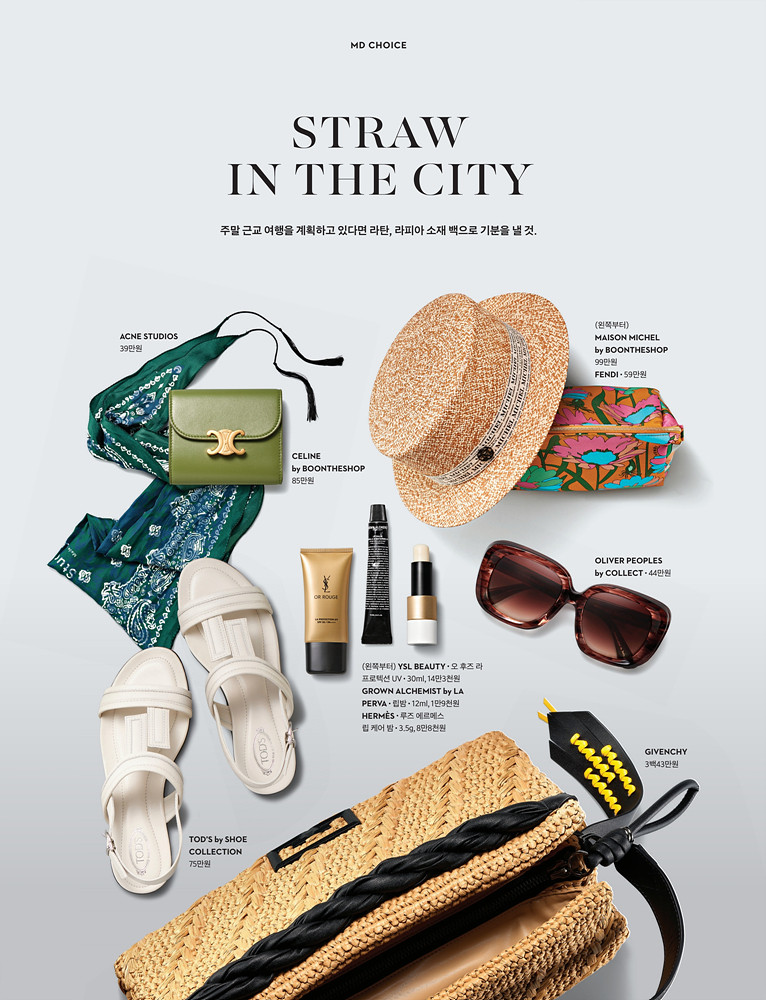 MD CHOICE
STRAW
IN THE CITY
주말 근교 여행을 계획하고 있다면 라탄, 라피아 소재 백으로 기분을 낼 것.
ACNE STUDIOS
39만원
CELINE
by BOONTHESHOP
85만원
(왼쪽부터)
MAISON MICHEL
by BOONTHESHOP
99만원
FENDI · 59만원
OLIVER PEOPLES
by COLLECT · 44만원
YSL
OR ROUGE
(왼쪽부터) YSL BEAUTY · 오 후즈 라
프로텍션 UV · 30ml, 14만3천원
GROWN ALCHEMIST by LA
PERVA · 립밤 · 12ml, 1만9천원
HERMÈS · 루즈 에르메스
립 케어 밤 · 3.5g, 8만8천원
GIVENCHY
3백43만원
TOD'S
TOD'S
TOD'S by SHOE
COLLECTION
75만원